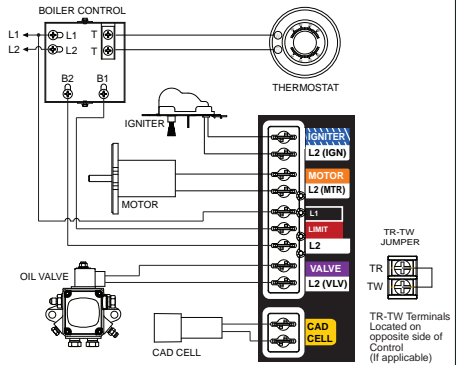 BOILER CONTROL
L1
L1
T
L2
L2
T
B2
B1
THERMOSTAT
IGNITER
MOTOR
OIL VALVE
CAD CELL
IGNITER
L2 (IGN)
MOTOR
L2 (MTR)
L1
LIMIT
L2
VALVE
L2 (VLV)
CAD
CELL
TR-TW
JUMPER
TR
TW
TR-TW Terminals
Located on
opposite side of
Control
(If applicable)